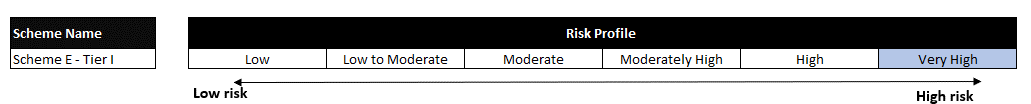 Scheme Name
Risk Profile
Scheme E - Tier I
Low
Low to Moderate
Moderate
Moderately High
High
Very High
Low risk
High risk